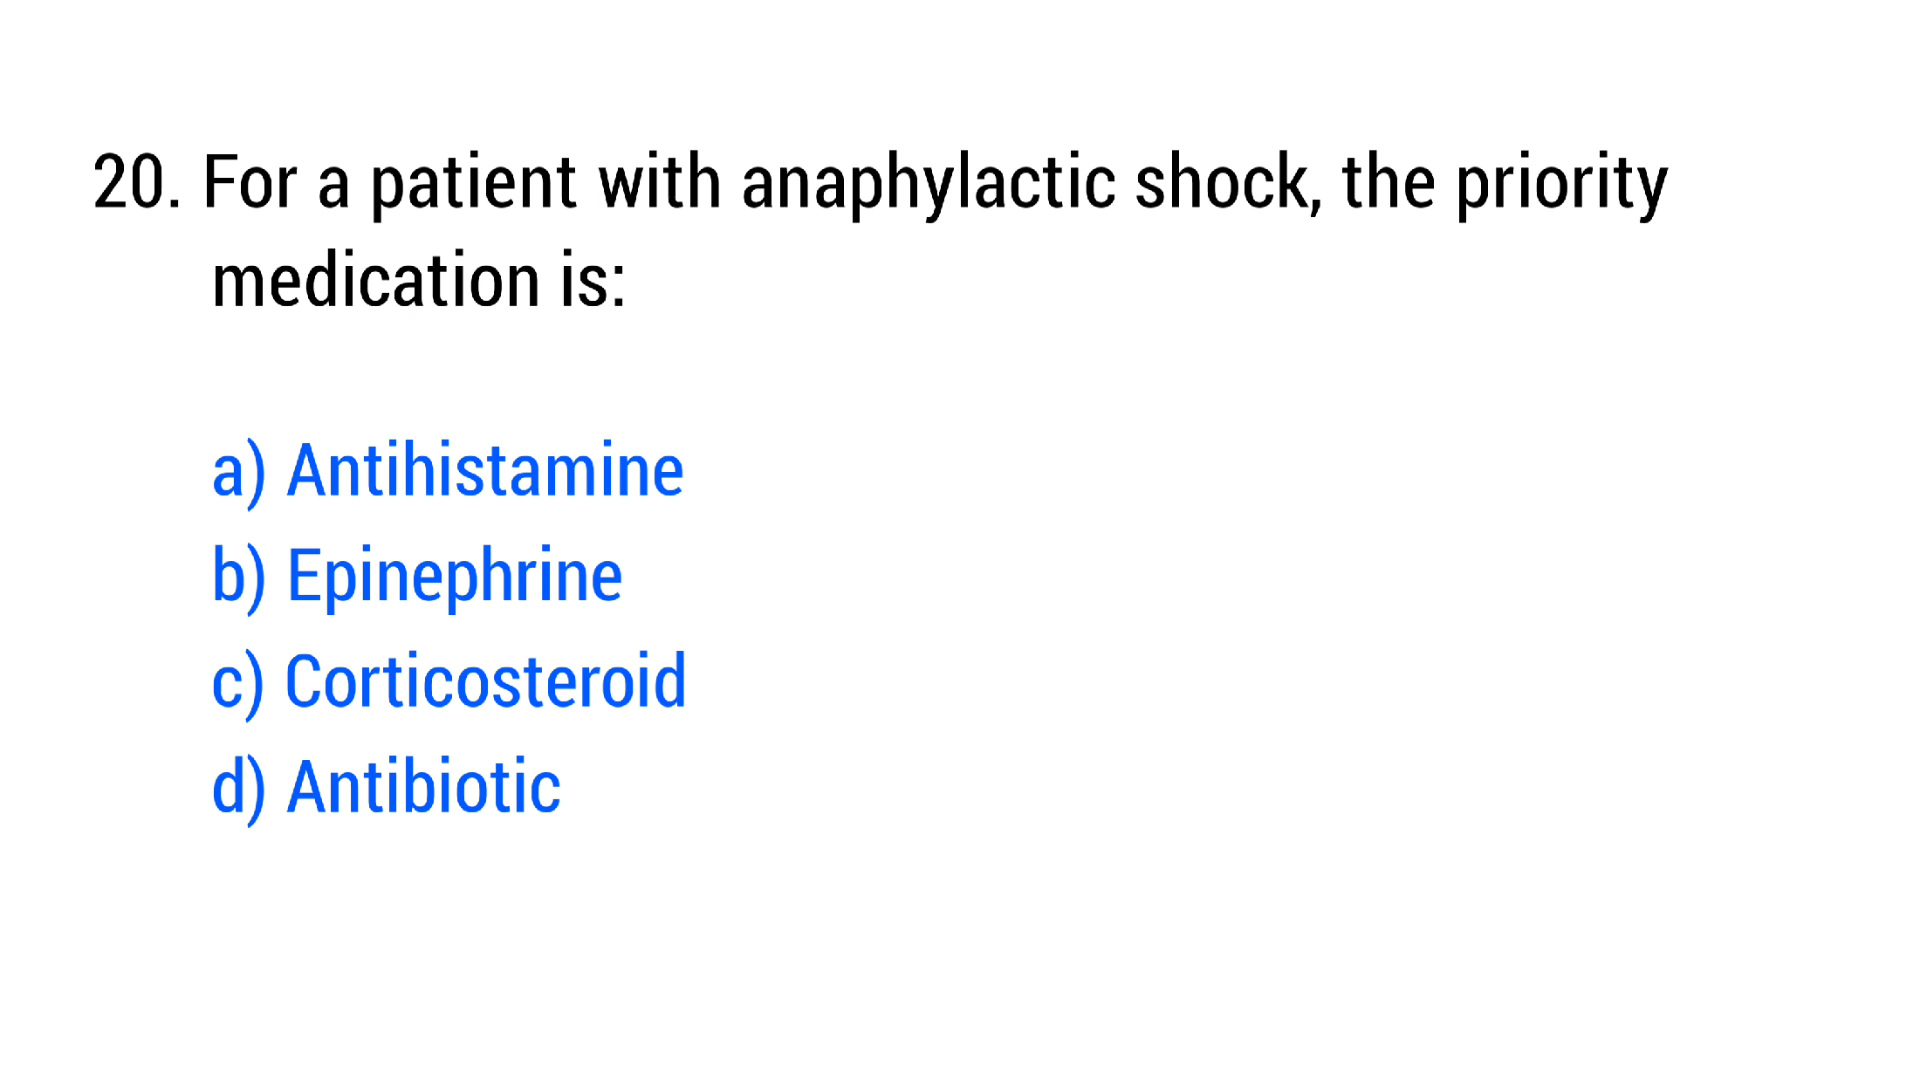 20. For a patient with anaphylactic shock, the priority
medication is:
a) Antihistamine
b) Epinephrine
c) Corticosteroid
d) Antibiotic